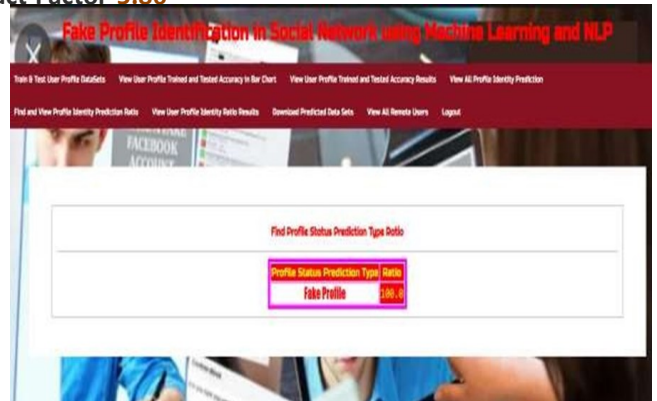 act Factor 5.86
Fake Profile Identification in Social Network using Machine Learning and NLP
Train & Test User Profile DataSets View User Profile Trained and Tested Accuracy in Bar Chart View User Profile Trained and Tested Accuracy Results View All Profile Identity Prediction
Find and View Profile Identity Prediction Ratio View User Profile Identity Ratio Results Download Predicted Data Sets View All Remote Users Logout
FACEBOOK
ACCOUNT
Find Profile Status Prediction Type Ratio
Profile Status Prediction Type Ratio
Fake Profile 100.0